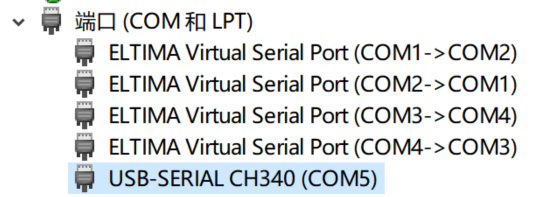 端口 (COM 和 LPT)
ELTIMA Virtual Serial Port (COM1->COM2)
ELTIMA Virtual Serial Port (COM2->COM1)
ELTIMA Virtual Serial Port (COM3->COM4)
ELTIMA Virtual Serial Port (COM4->COM3)
USB-SERIAL CH340 (COM5)